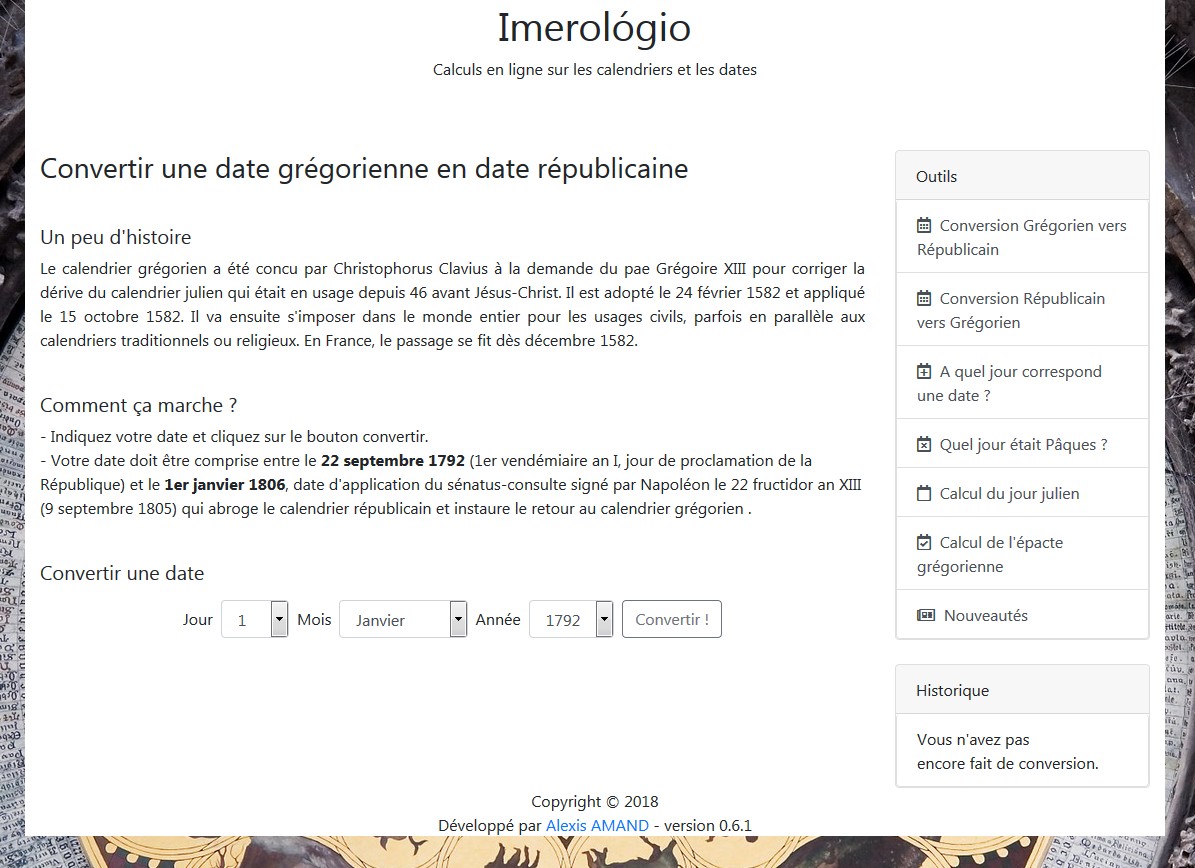 Imerológio
Calculs en ligne sur les calendriers et les dates
Convertir une date grégorienne en date républicaine
Un peu d'histoire
Le calendrier grégorien a été concu par Christophorus Clavius à la demande du pae Grégoire XIII pour corriger la
dérive du calendrier julien qui était en usage depuis 46 avant Jésus-Christ. Il est adopté le 24 février 1582 et appliqué
le 15 octobre 1582. Il va ensuite s'imposer dans le monde entier pour les usages civils, parfois en parallèle aux
calendriers traditionnels ou religieux. En France, le passage se fit dès décembre 1582.
Comment ça marche ?
- Indiquez votre date et cliquez sur le bouton convertir.
- Votre date doit être comprise entre le 22 septembre 1792 (1er vendémiaire an I, jour de proclamation de la
République) et le 1er janvier 1806, date d'application du sénatus-consulte signé par Napoléon le 22 fructidor an XIII
(9 septembre 1805) qui abroge le calendrier républicain et instaure le retour au calendrier grégorien .
Convertir une date
Jour 1 Mois Janvier Année 1792 Convertir !
Outils
Conversion Grégorien vers
Républicain
Conversion Républicain
vers Grégorien
A quel jour correspond
une date ?
Quel jour était Pâques ?
Calcul du jour julien
Calcul de l'épacte
grégorienne
Nouveautés
Historique
Vous n'avez pas
encore fait de conversion.
Copyright © 2018
Développé par Alexis AMAND - version 0.6.1